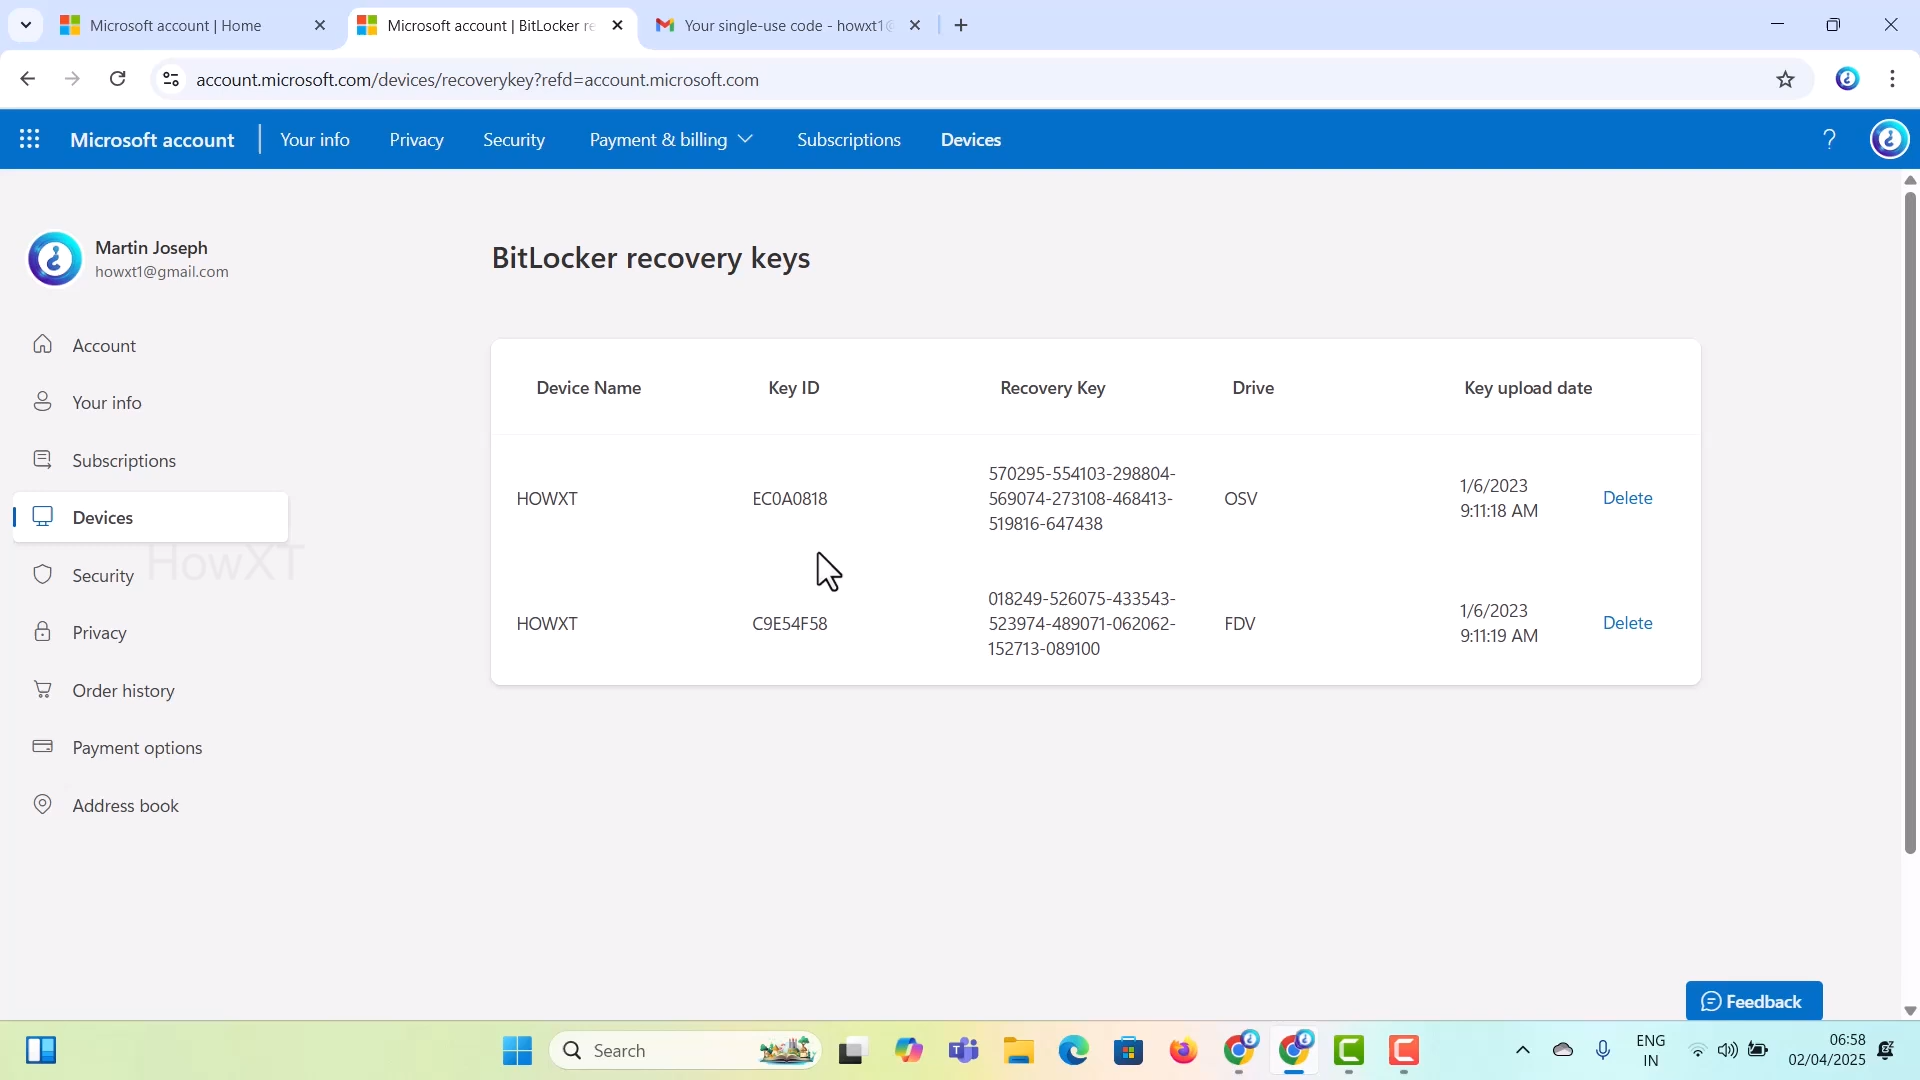 Microsoft account | Home
Microsoft account | BitLocker re
Your single-use code - howxt1@
account.microsoft.com/devices/recoverykey?refd=account.microsoft.com
Microsoft account
Your info
Privacy
Security
Payment & billing
Subscriptions
Devices
?
Martin Joseph
howxt1@gmail.com
Account
Your info
Subscriptions
Devices
Security
Privacy
Order history
Payment options
Address book
HowXT
BitLocker recovery keys
Device Name Key ID Recovery Key Drive Key upload date
570295-554103-298804-
569074-273108-468413-
519816-647438
HOWXT EC0A0818 OSV
1/6/2023
9:11:18 AM
Delete
018249-526075-433543-
523974-489071-062062-
152713-089100
HOWXT C9E54F58 FDV
1/6/2023
9:11:19 AM
Delete
Feedback
Search
ENG
IN
06:58
02/04/2025